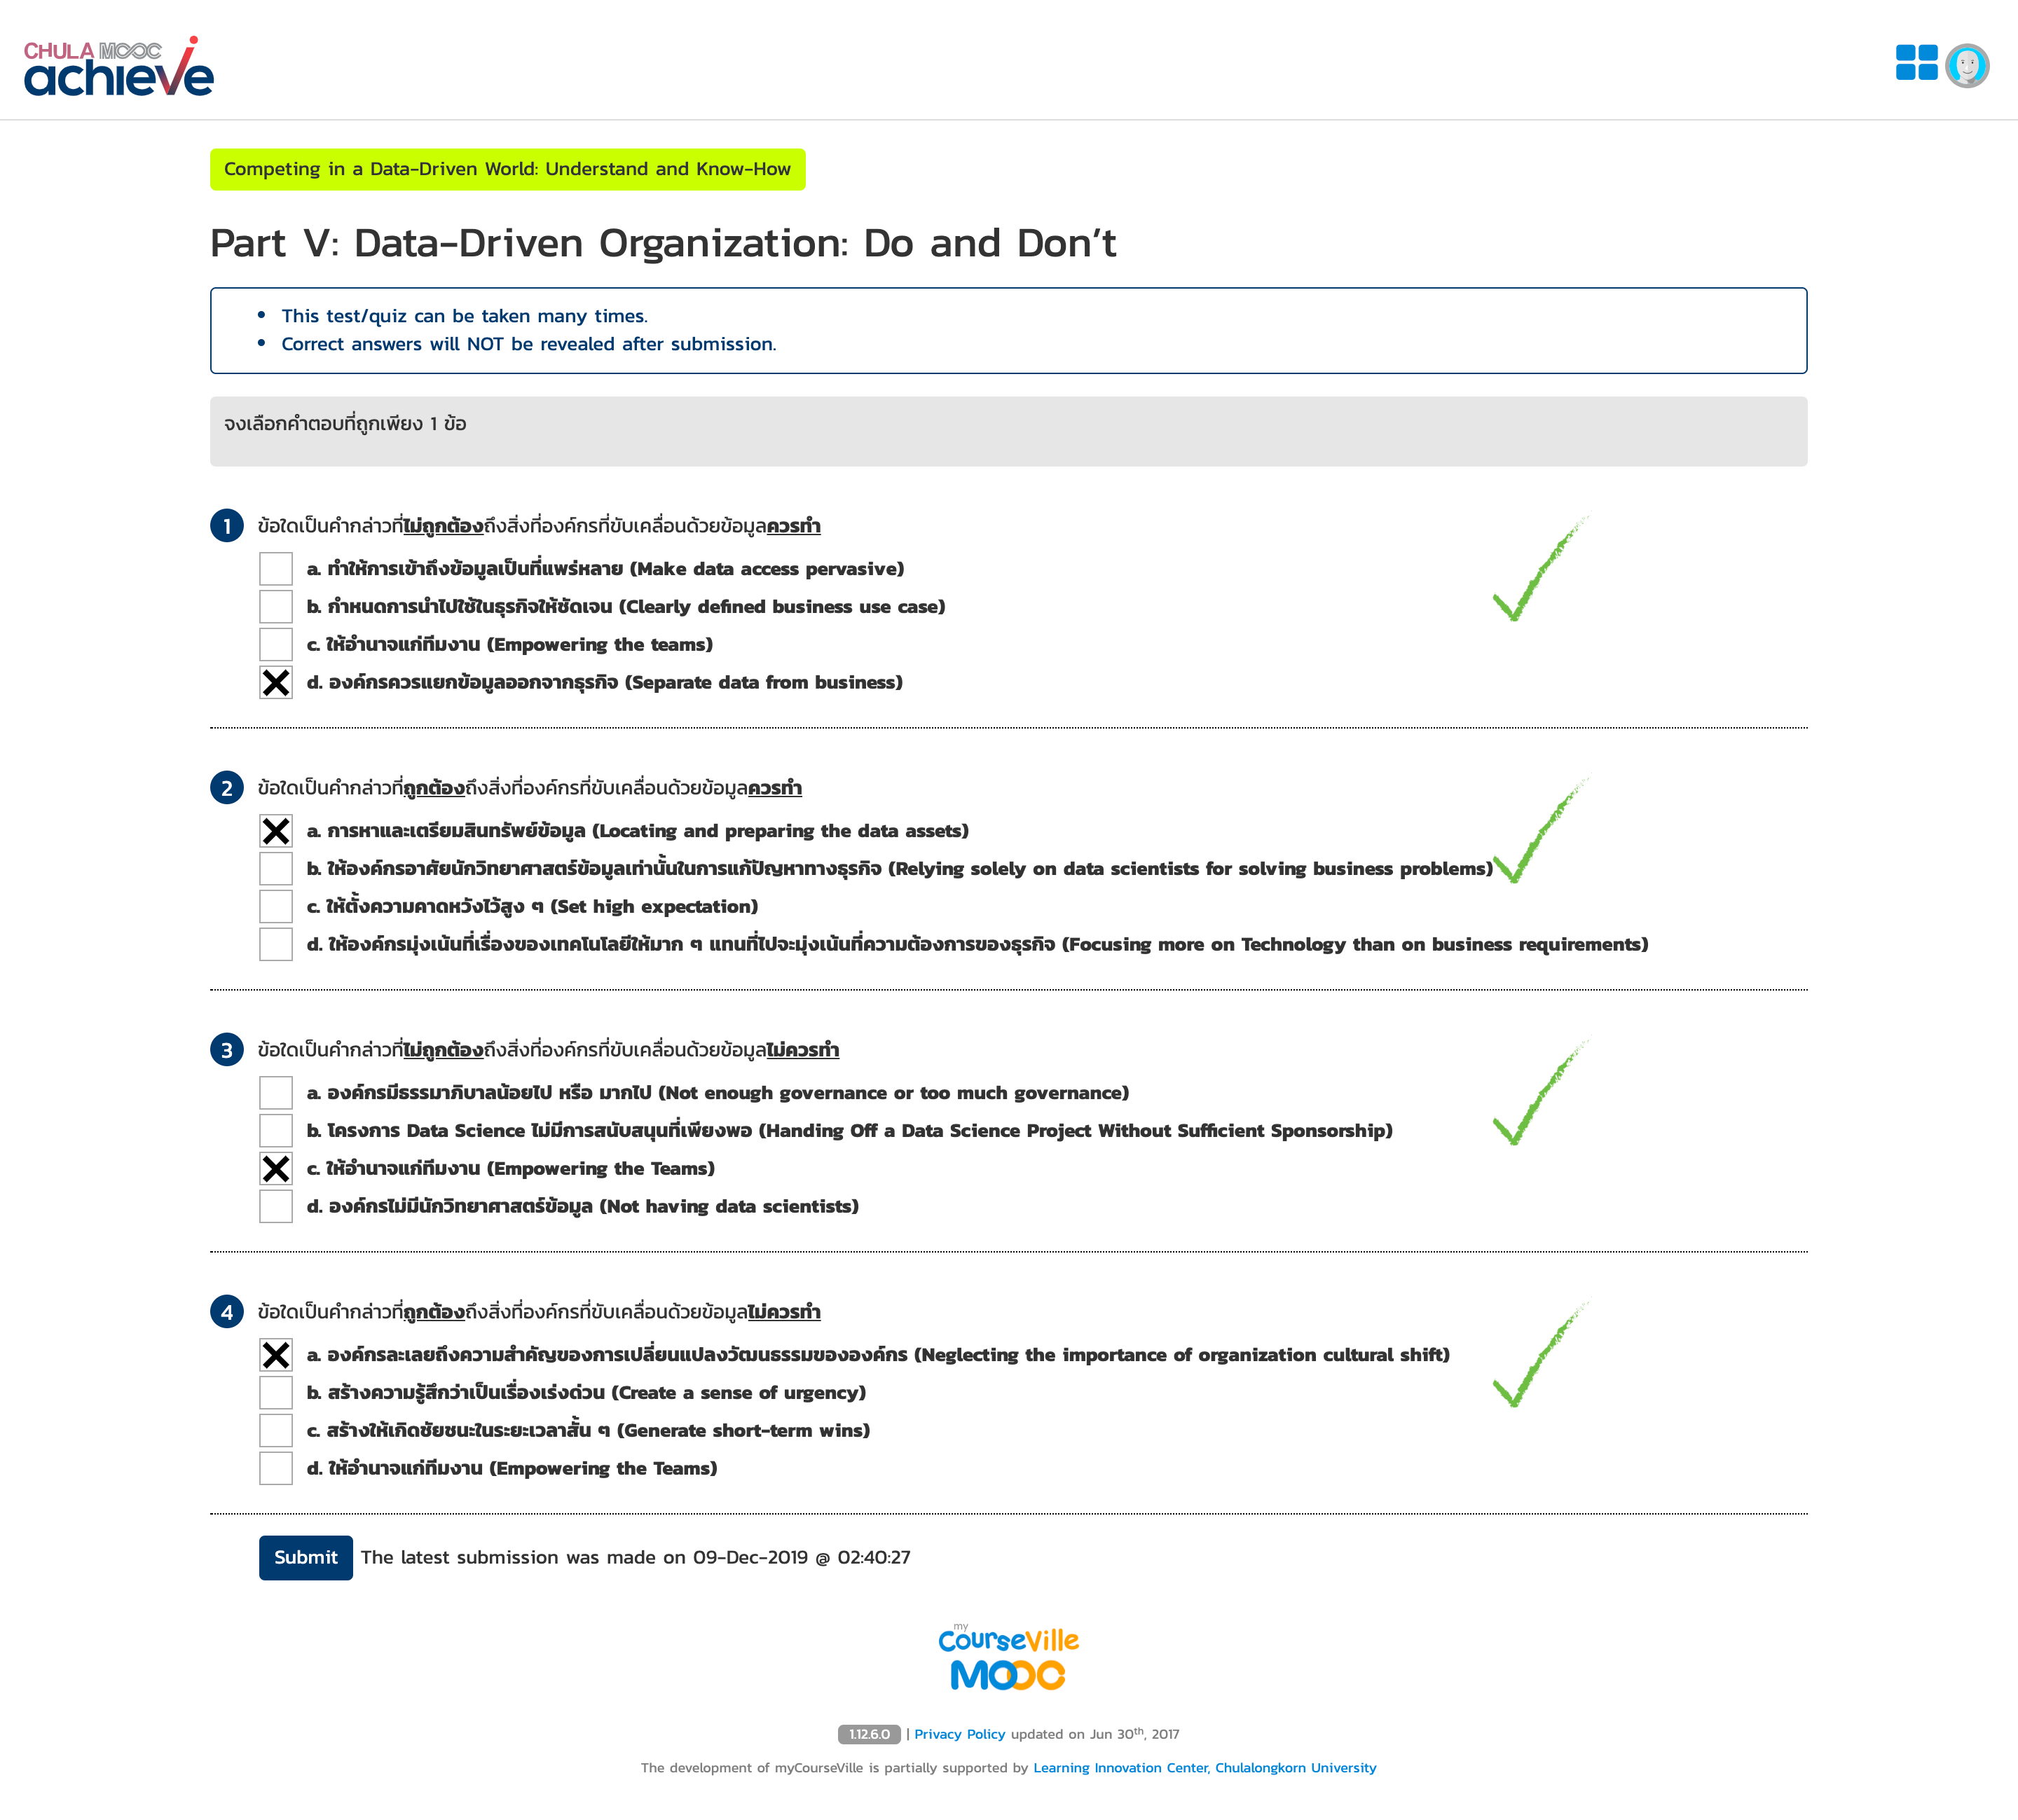 CHULA MOOC
achieve
Competing in a Data-Driven World: Understand and Know-How
Part V: Data-Driven Organization: Do and Don’t
• This test/quiz can be taken many times.
• Correct answers will NOT be revealed after submission.
จงเลือกคำตอบที่ถูกเพียง 1 ข้อ
1 ข้อใดเป็นคำกล่าวที่ไม่ถูกต้องถึงสิ่งที่องค์กรที่ขับเคลื่อนด้วยข้อมูลควรทำ
a. ทำให้การเข้าถึงข้อมูลเป็นที่แพร่หลาย (Make data access pervasive)
b. กำหนดการนำไปใช้ในธุรกิจให้ชัดเจน (Clearly defined business use case)
c. ให้อำนาจแก่ทีมงาน (Empowering the teams)
d. องค์กรควรแยกข้อมูลออกจากธุรกิจ (Separate data from business)
2 ข้อใดเป็นคำกล่าวที่ถูกต้องถึงสิ่งที่องค์กรที่ขับเคลื่อนด้วยข้อมูลควรทำ
a. การหาและเตรียมสินทรัพย์ข้อมูล (Locating and preparing the data assets)
b. ให้องค์กรอาศัยนักวิทยาศาสตร์ข้อมูลเท่านั้นในการแก้ปัญหาทางธุรกิจ (Relying solely on data scientists for solving business problems)
c. ให้ตั้งความคาดหวังไว้สูง ๆ (Set high expectation)
d. ให้องค์กรมุ่งเน้นที่เรื่องของเทคโนโลยีให้มาก ๆ แทนที่ไปจะมุ่งเน้นที่ความต้องการของธุรกิจ (Focusing more on Technology than on business requirements)
3 ข้อใดเป็นคำกล่าวที่ไม่ถูกต้องถึงสิ่งที่องค์กรที่ขับเคลื่อนด้วยข้อมูลไม่ควรทำ
a. องค์กรมีธรรมาภิบาลน้อยไป หรือ มากไป (Not enough governance or too much governance)
b. โครงการ Data Science ไม่มีการสนับสนุนที่เพียงพอ (Handing Off a Data Science Project Without Sufficient Sponsorship)
c. ให้อำนาจแก่ทีมงาน (Empowering the Teams)
d. องค์กรไม่มีนักวิทยาศาสตร์ข้อมูล (Not having data scientists)
4 ข้อใดเป็นคำกล่าวที่ถูกต้องถึงสิ่งที่องค์กรที่ขับเคลื่อนด้วยข้อมูลไม่ควรทำ
a. องค์กรละเลยถึงความสำคัญของการเปลี่ยนแปลงวัฒนธรรมขององค์กร (Neglecting the importance of organization cultural shift)
b. สร้างความรู้สึกว่าเป็นเรื่องเร่งด่วน (Create a sense of urgency)
c. สร้างให้เกิดชัยชนะในระยะเวลาสั้น ๆ (Generate short-term wins)
d. ให้อำนาจแก่ทีมงาน (Empowering the Teams)
Submit The latest submission was made on 09-Dec-2019 @ 02:40:27
my
CourseVille
MOOC
1.12.6.0 | Privacy Policy updated on Jun 30th, 2017
The development of myCourseVille is partially supported by Learning Innovation Center, Chulalongkorn University